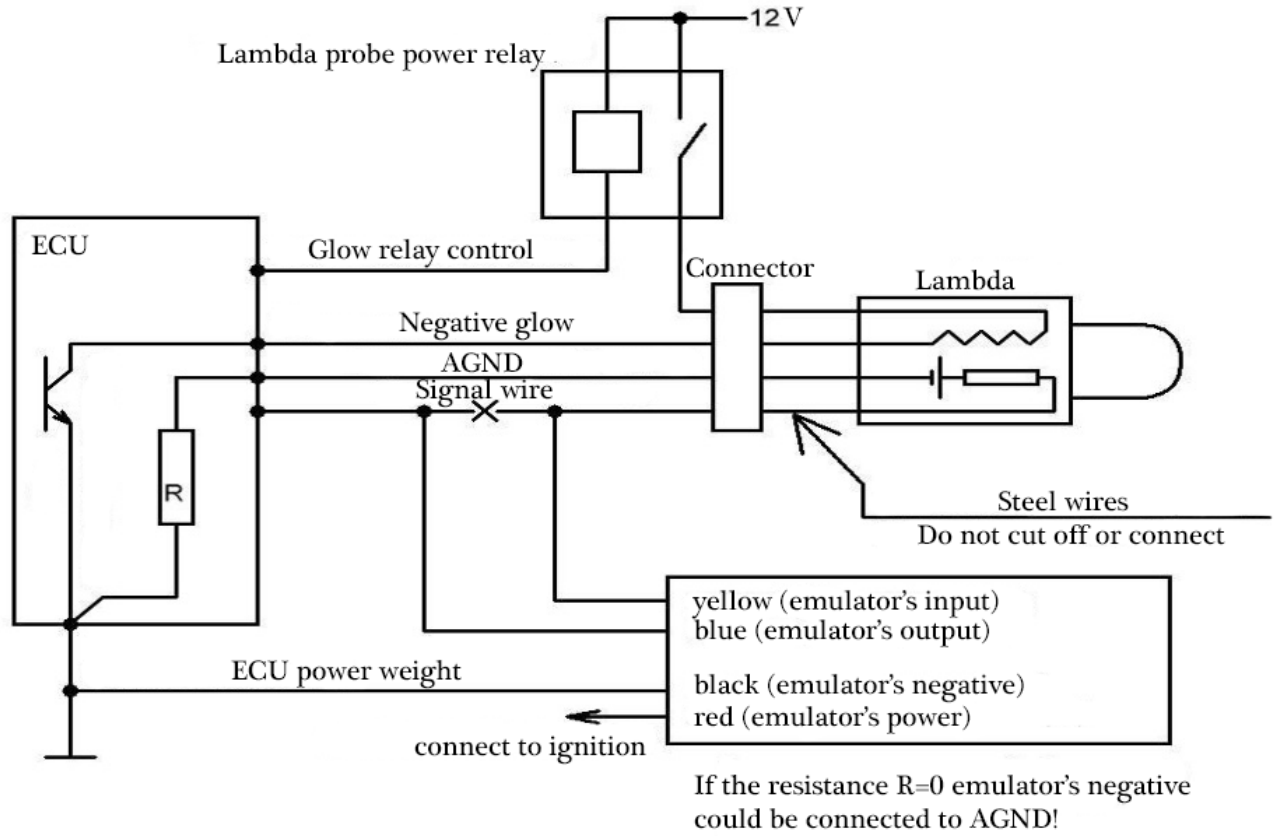 12V
Lambda probe power relay
ECU
Glow relay control
Connector
Lambda
Negative glow
AGND
Signal wire
R
Steel wires
Do not cut off or connect
yellow (emulator's input)
blue (emulator's output)
ECU power weight
black (emulator's negative)
red (emulator's power)
connect to ignition
If the resistance R=0 emulator's negative
could be connected to AGND!